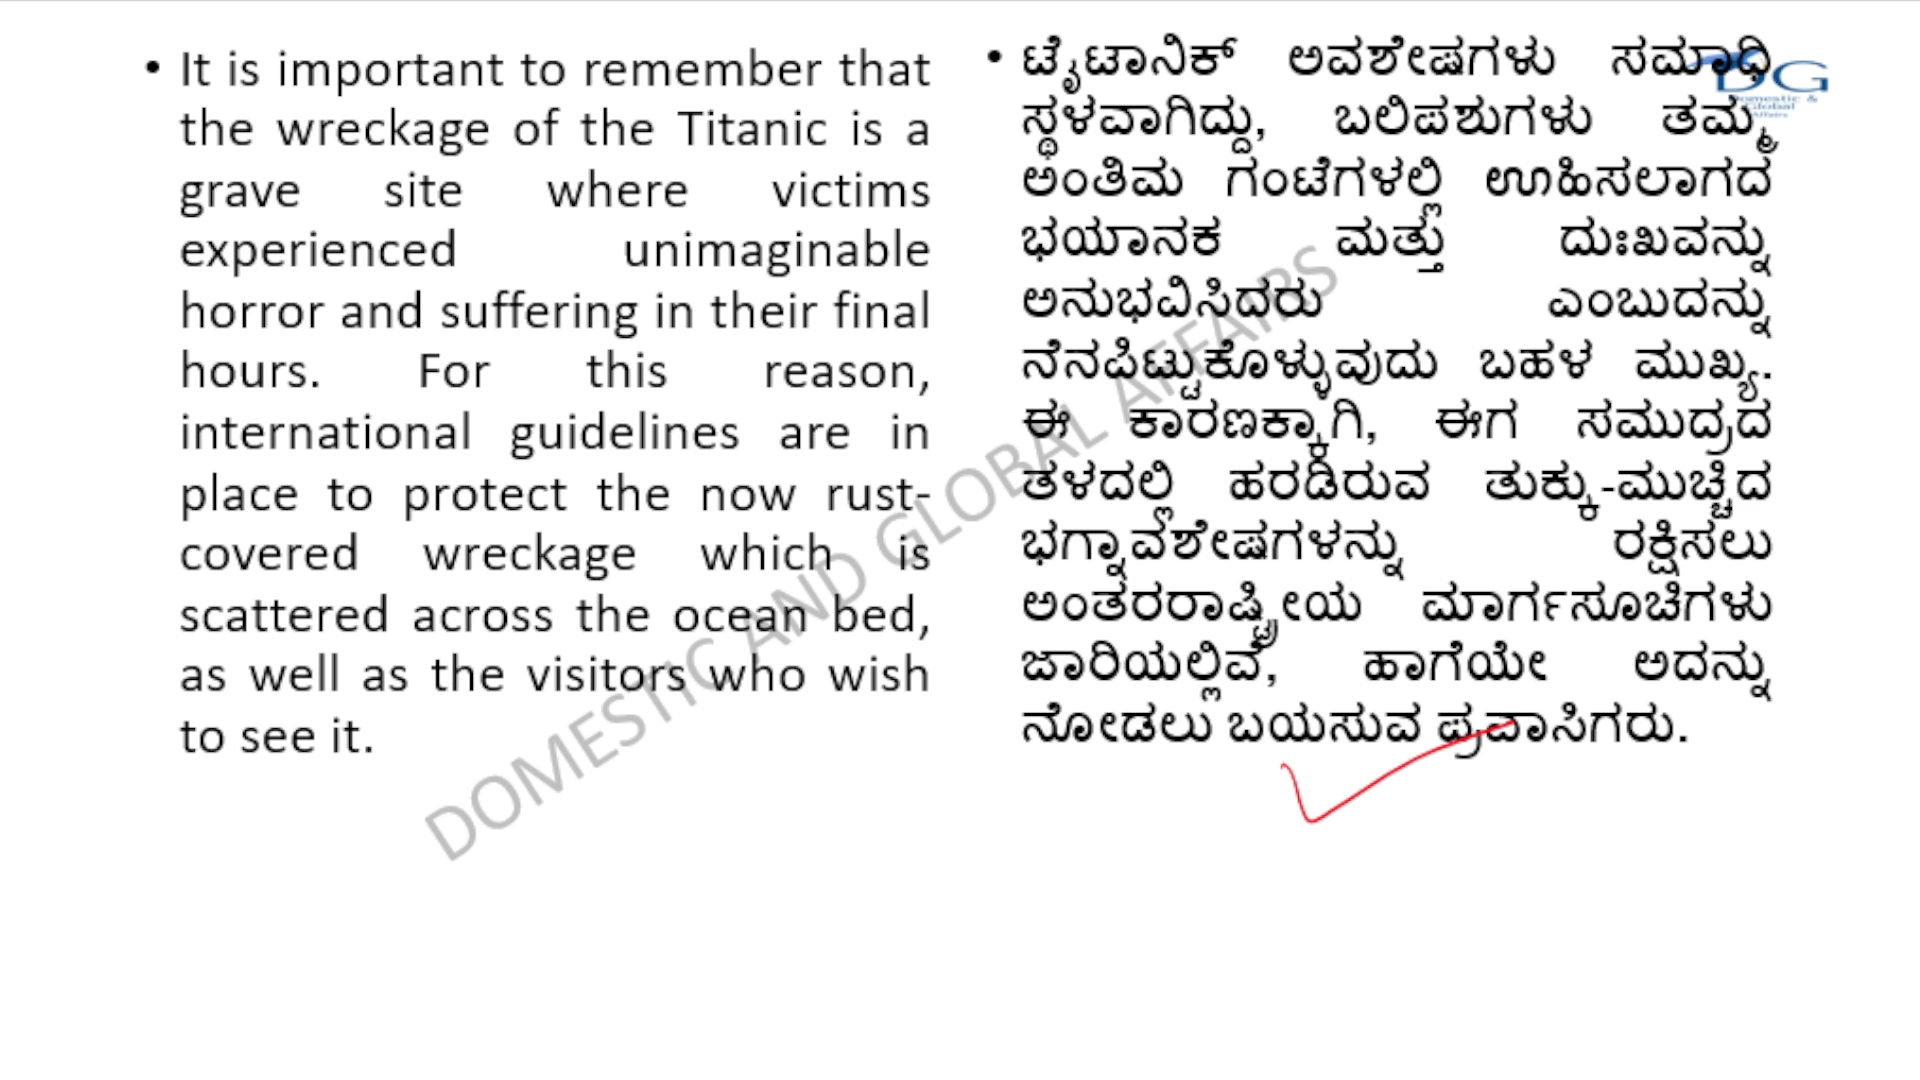 • It is important to remember that
the wreckage of the Titanic is a
grave site where victims
experienced unimaginable
horror and suffering in their final
hours. For this reason,
international guidelines are in
place to protect the now rust-
covered wreckage which is
scattered across the ocean bed,
as well as the visitors who wish
to see it.
• ಟೈಟಾನಿಕ್ ಅವಶೇಷಗಳು ಸಮಾಧಿ
ಸ್ಥಳವಾಗಿದ್ದು, ಬಲಿಪಶುಗಳು ತಮ್ಮ
ಅಂತಿಮ ಗಂಟೆಗಳಲ್ಲಿ ಊಹಿಸಲಾಗದ
ಭಯಾನಕ ಮತ್ತು ದುಃಖವನ್ನು
ಅನುಭವಿಸಿದರು ಎಂಬುದನ್ನು
ನೆನಪಿಟ್ಟುಕೊಳ್ಳುವುದು ಬಹಳ ಮುಖ್ಯ.
ಈ ಕಾರಣಕ್ಕಾಗಿ, ಈಗ ಸಮುದ್ರದ
ತಳದಲ್ಲಿ ಹರಡಿರುವ ತುಕ್ಕು-ಮುಚ್ಚಿದ
ಭಗ್ನಾವಶೇಷಗಳನ್ನು ರಕ್ಷಿಸಲು
ಅಂತರರಾಷ್ಟ್ರೀಯ ಮಾರ್ಗಸೂಚಿಗಳು
ಜಾರಿಯಲ್ಲಿವೆ, ಹಾಗೆಯೇ ಅದನ್ನು
ನೋಡಲು ಬಯಸುವ ಪ್ರವಾಸಿಗರು.
DG
Domestic &
Global
Affairs
DOMESTIC AND GLOBAL AFFAIRS